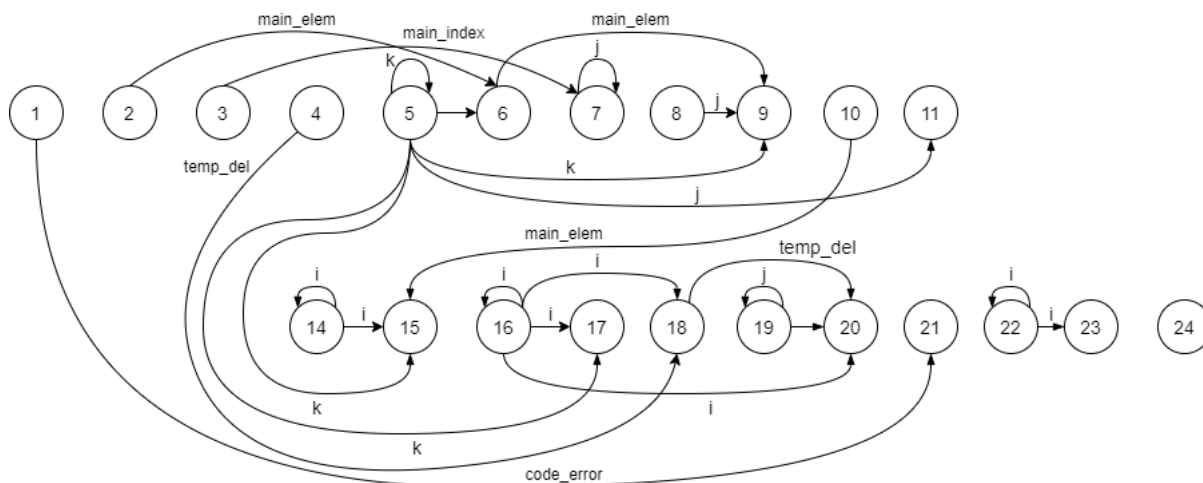 main_elem
main_elem
main_index
k
j
1
2
3
4
5
6
7
8
j
9
10
11
temp_del
k
j
main_elem
temp_del
i
i
i
j
i
14
i
15
16
i
17
18
19
20
21
22
i
23
24
k
i
k
code_error